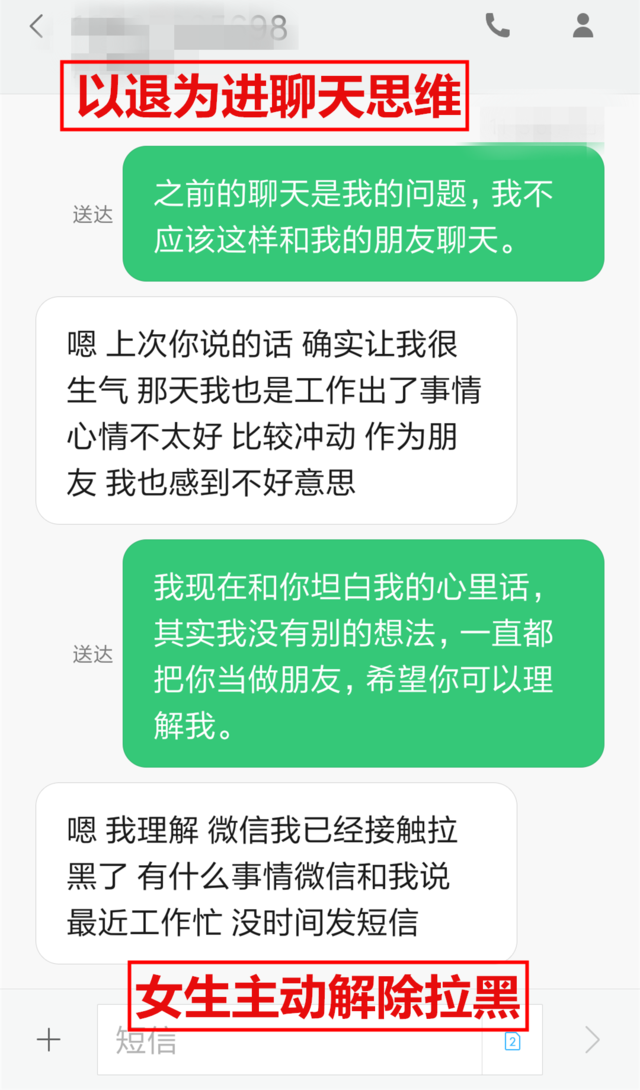 98
以退为进聊天思维
之前的聊天是我的问题，我不
应该这样和我的朋友聊天。
送达
嗯 上次你说的话 确实让我很
生气 那天我也是工作出了事情
心情不太好 比较冲动 作为朋
友 我也感到不好意思
我现在和你坦白我的心里话，
其实我没有别的想法，一直都
把你当做朋友，希望你可以理
解我。
送达
嗯 我理解 微信我已经接触拉
黑了 有什么事情微信和我说
最近工作忙 没时间发短信
女生主动解除拉黑
短信
2